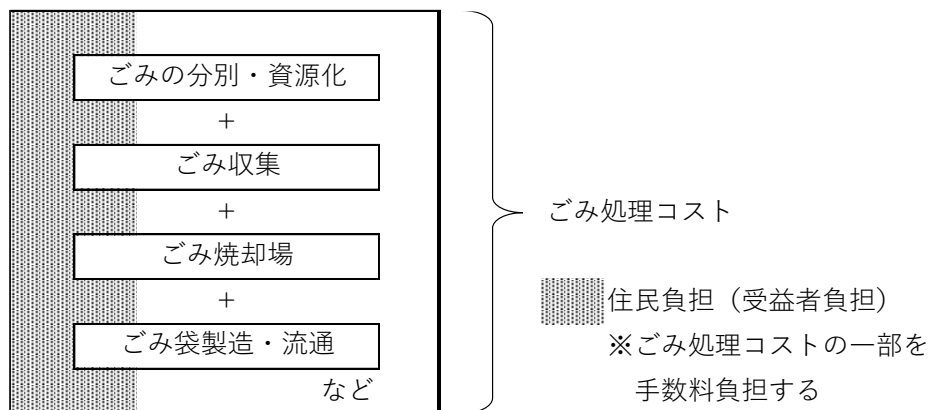 ごみの分別・資源化
+
ごみ収集
+
ごみ焼却場
+
ごみ袋製造・流通
など
ごみ処理コスト
住民負担（受益者負担）
※ごみ処理コストの一部を
手数料負担する